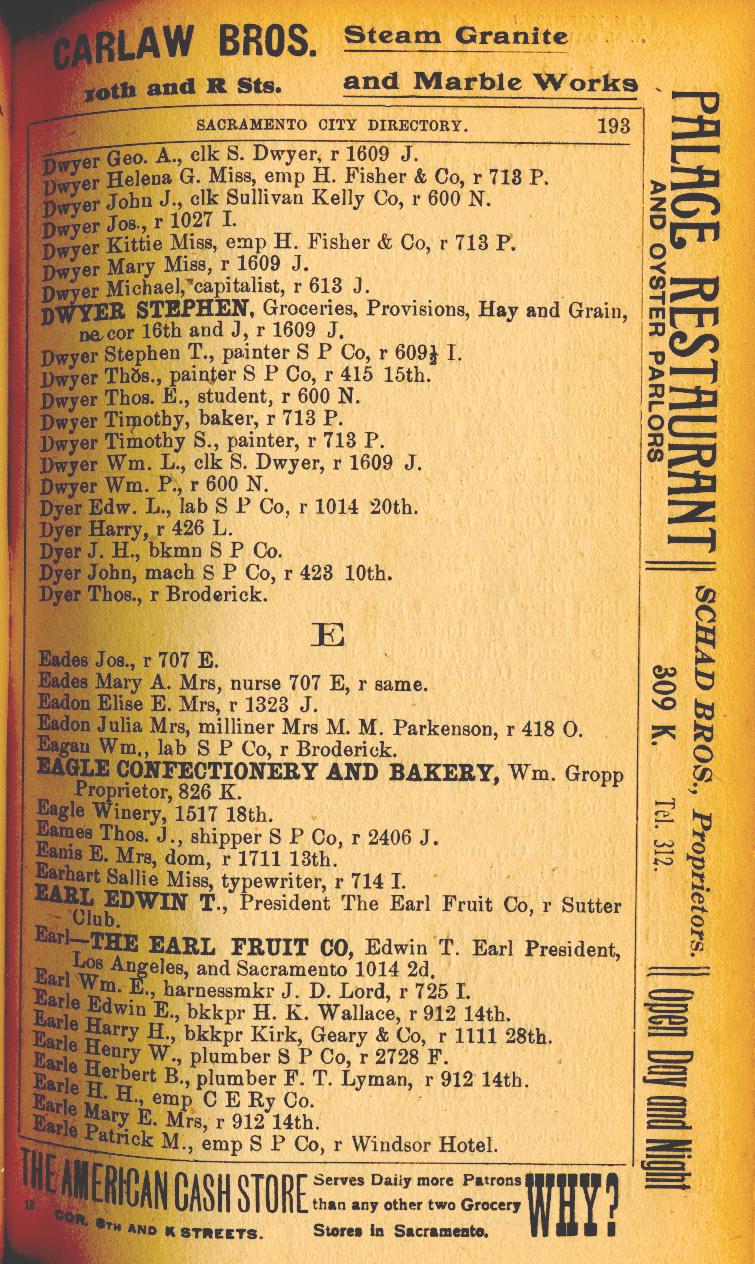 CARLAW BROS. Steam Granite
10th and R Sts. and Marble Works
SACRAMENTO CITY DIRECTORY. 193
Dwyer Geo. A., clk S. Dwyer, r 1609 J.
Dwyer Helena G. Miss, emp H. Fisher & Co, r 713 P.
Dwyer John J., clk Sullivan Kelly Co, r 600 N.
Dwyer Jos., r 1027 I.
Dwyer Kittie Miss, emp H. Fisher & Co, r 713 P.
Dwyer Mary Miss, r 1609 J.
Dwyer Michael, capitalist, r 613 J.
DWYER STEPHEN, Groceries, Provisions, Hay and Grain,
ne cor 16th and J, r 1609 J.
Dwyer Stephen T., painter S P Co, r 609½ I.
Dwyer Thos., painter S P Co, r 415 15th.
Dwyer Thos. E., student, r 600 N.
Dwyer Timothy, baker, r 713 P.
Dwyer Timothy S., painter, r 713 P.
Dwyer Wm. L., clk S. Dwyer, r 1609 J.
Dwyer Wm. P., r 600 N.
Dyer Edw. L., lab S P Co, r 1014 20th.
Dyer Harry, r 426 L.
Dyer J. H., bkmn S P Co.
Dyer John, mach S P Co, r 423 10th.
Dyer Thos., r Broderick.
E
Eades Jos., r 707 E.
Eades Mary A. Mrs, nurse 707 E, r same.
Eadon Elise E. Mrs, r 1323 J.
Eadon Julia Mrs, milliner Mrs M. M. Parkenson, r 418 O.
Eagan Wm., lab S P Co, r Broderick.
EAGLE CONFECTIONERY AND BAKERY, Wm. Gropp
Proprietor, 826 K.
Eagle Winery, 1517 18th.
Eames Thos. J., shipper S P Co, r 2406 J.
Eanis E. Mrs, dom, r 1711 13th.
Earhart Sallie Miss, typewriter, r 714 I.
EARL EDWIN T., President The Earl Fruit Co, r Sutter
Club.
Earl—THE EARL FRUIT CO, Edwin T. Earl President,
Los Angeles, and Sacramento 1014 2d.
Earl Wm. E., harnessmkr J. D. Lord, r 725 I.
Earle Edwin E., bkkpr H. K. Wallace, r 912 14th.
Earle Harry H., bkkpr Kirk, Geary & Co, r 1111 28th.
Earle Henry W., plumber S P Co, r 2728 F.
Earle Herbert B., plumber F. T. Lyman, r 912 14th.
Earle H. H., emp C E Ry Co.
Earle Mary E. Mrs, r 912 14th.
Earle Patrick M., emp S P Co, r Windsor Hotel.
THE AMERICAN CASH STORE
COR. 8TH AND K STREETS.
Serves Daily more Patrons
than any other two Grocery
Stores in Sacramento.
WHY?
13
PALACE RESTAURANT
AND OYSTER PARLORS
SCHAD BROS., Proprietors.
309 K. Tel. 312.
Open Day and Night